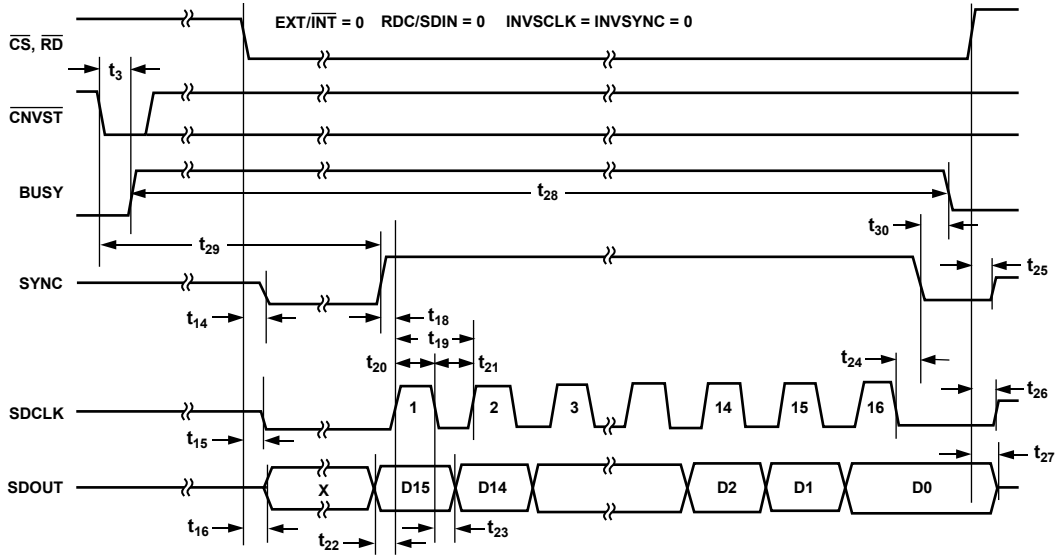 EXT/INT = 0 RDC/SDIN = 0 INVSCLK = INVSYNC = 0
CS, RD
t3
CNVST
BUSY
t28
t30
t29
t25
SYNC
t14
t18
t19
t20
t21
t24
t26
SDCLK
1 2 3 14 15 16
t15
t27
SDOUT
X D15 D14 D2 D1 D0
t16
t22
t23